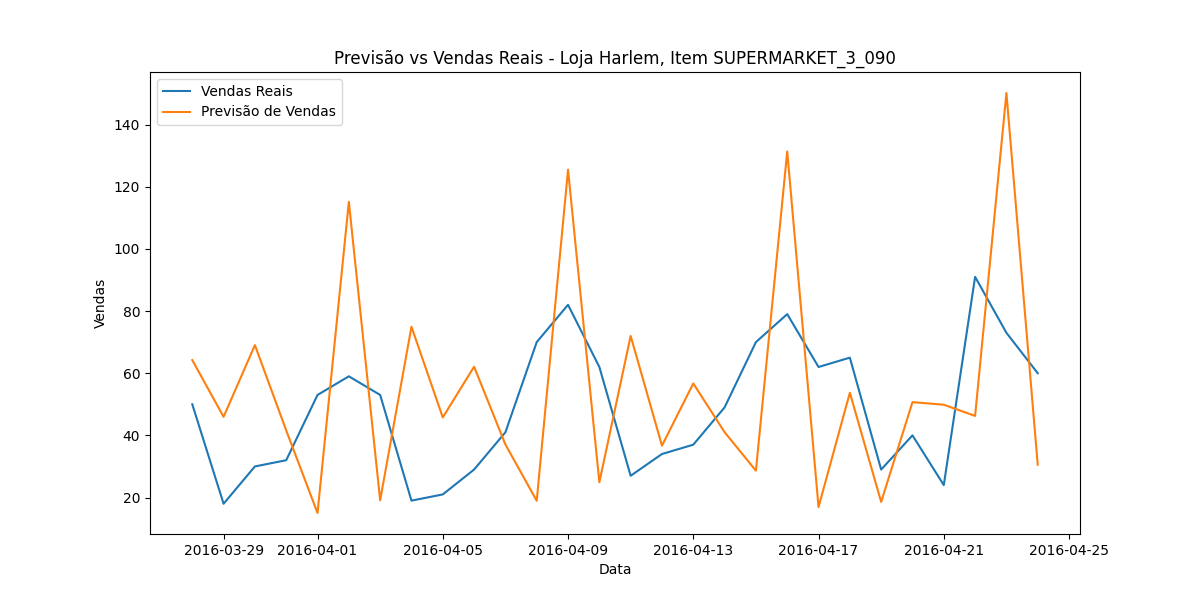 Previsão vs Vendas Reais - Loja Harlem, Item SUPERMARKET_3_090
Vendas Reais
Previsão de Vendas
140
120
100
80
60
40
20
Vendas
2016-03-29 2016-04-01 2016-04-05 2016-04-09 2016-04-13 2016-04-17 2016-04-21 2016-04-25
Data